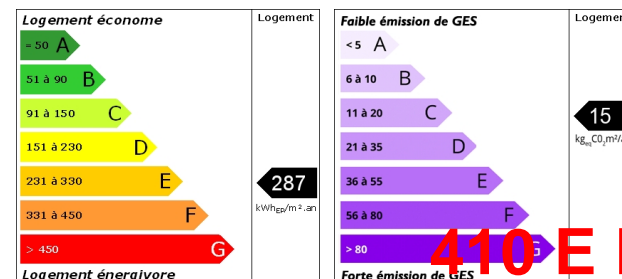 Logement économe
Logement
= 50 A
51 à 90 B
91 à 150 C
151 à 230 D
231 à 330 E
331 à 450 F
> 450 G
287
kWhEP/m².an
Logement énergivore
Faible émission de GES
Logeme
< 5 A
6 à 10 B
11 à 20 C
21 à 35 D
36 à 55 E
56 à 80 F
> 80 G
15
kgeqCO2m²/a
Forte émission de GES
410 E